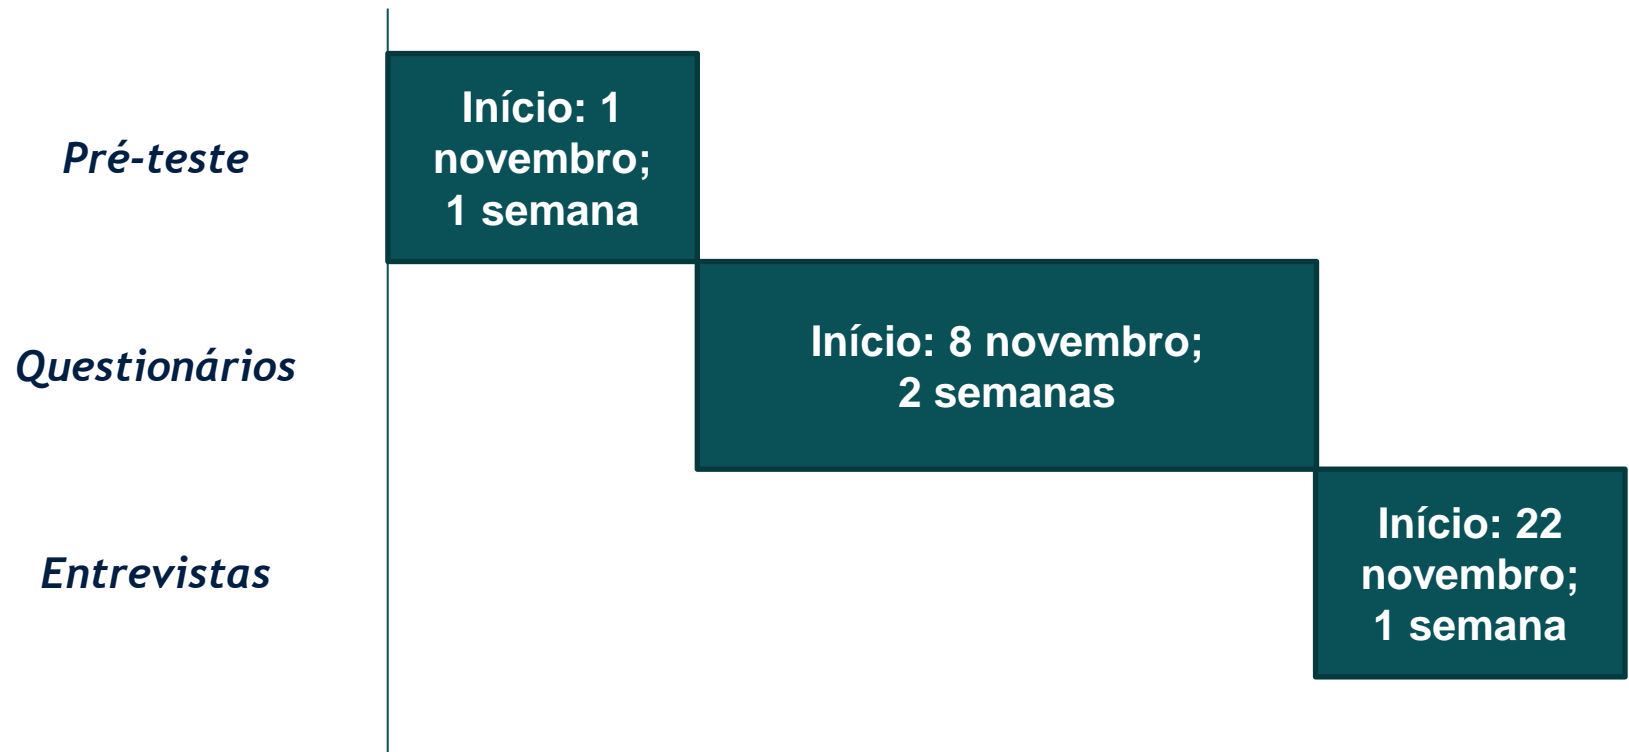 Pré-teste
Início: 1
novembro;
1 semana
Questionários
Início: 8 novembro;
2 semanas
Entrevistas
Início: 22
novembro;
1 semana